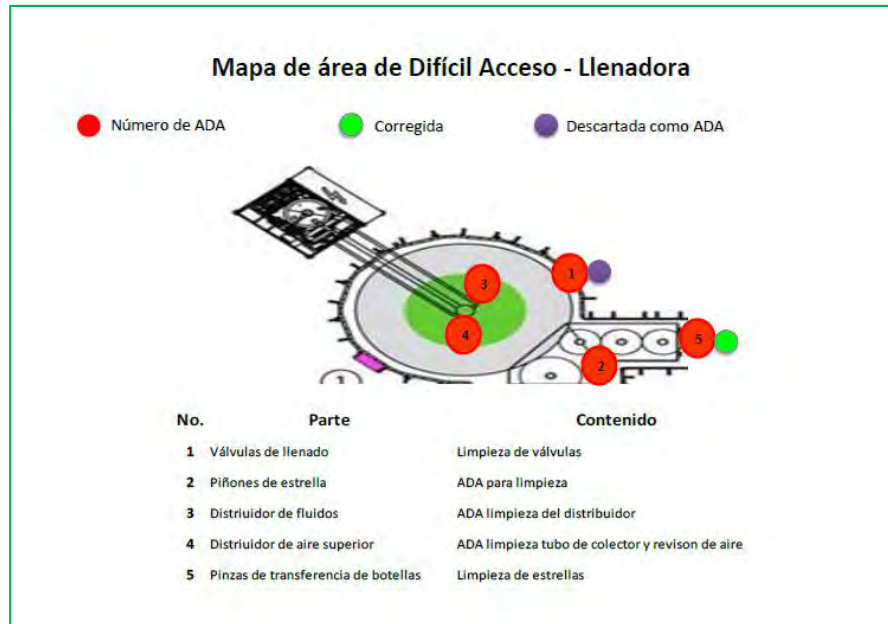 Mapa de área de Difícil Acceso - Llenadora
Número de ADA Corregida Descartada como ADA
1
3
4
5
2
1
No. Parte Contenido
1 Válvulas de llenado Limpieza de válvulas
2 Piñones de estrella ADA para limpieza
3 Distriuidor de fluidos ADA limpieza del distribuidor
4 Distriuidor de aire superior ADA limpieza tubo de colector y revison de aire
5 Pinzas de transferencia de botellas Limpieza de estrellas